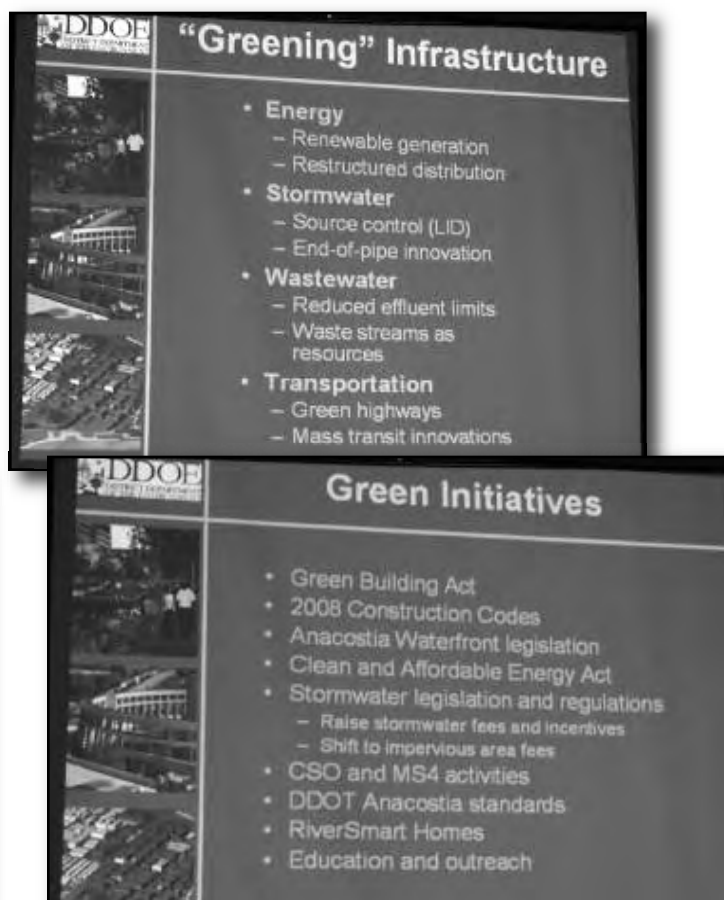 DDOE
"Greening" Infrastructure
• Energy
– Renewable generation
– Restructured distribution
• Stormwater
– Source control (LID)
– End-of-pipe innovation
• Wastewater
– Reduced effluent limits
– Waste streams as
resources
• Transportation
– Green highways
– Mass transit innovations
DDOE
Green Initiatives
• Green Building Act
• 2008 Construction Codes
• Anacostia Waterfront legislation
• Clean and Affordable Energy Act
• Stormwater legislation and regulations
– Raise stormwater fees and incentives
– Shift to impervious area fees
• CSO and MS4 activities
• DDOT Anacostia standards
• RiverSmart Homes
• Education and outreach